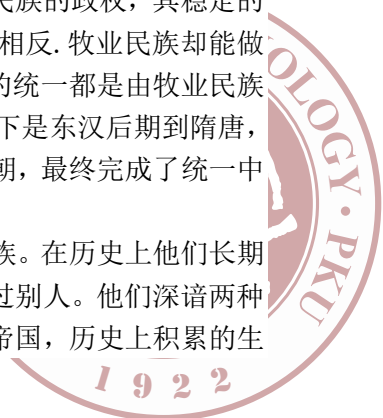 民族的政权，其稳定的
相反.牧业民族却能做
的统一都是由牧业民族
下是东汉后期到隋唐，
朝，最终完成了统一中
族。在历史上他们长期
过别人。他们深谙两种
帝国，历史上积累的生
OLOGY · PKU
1922